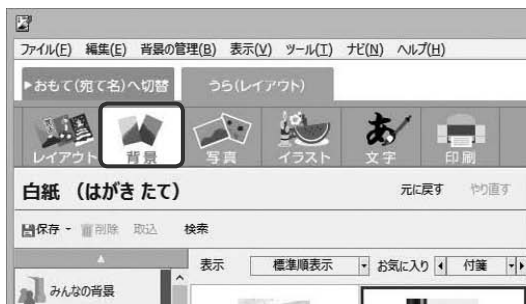 ファイル(F) 編集(E) 背景の管理(B) 表示(V) ツール(T) ナビ(N) ヘルプ(H)
▶おもて(宛て名)へ切替 うら(レイアウト)
レイアウト 背景 写真 イラスト 文字 印刷
白紙 (はがき たて) 元に戻す やり直す
保存 削除 取込 検索
表示 標準順表示 お気に入り 付箋
みんなの背景